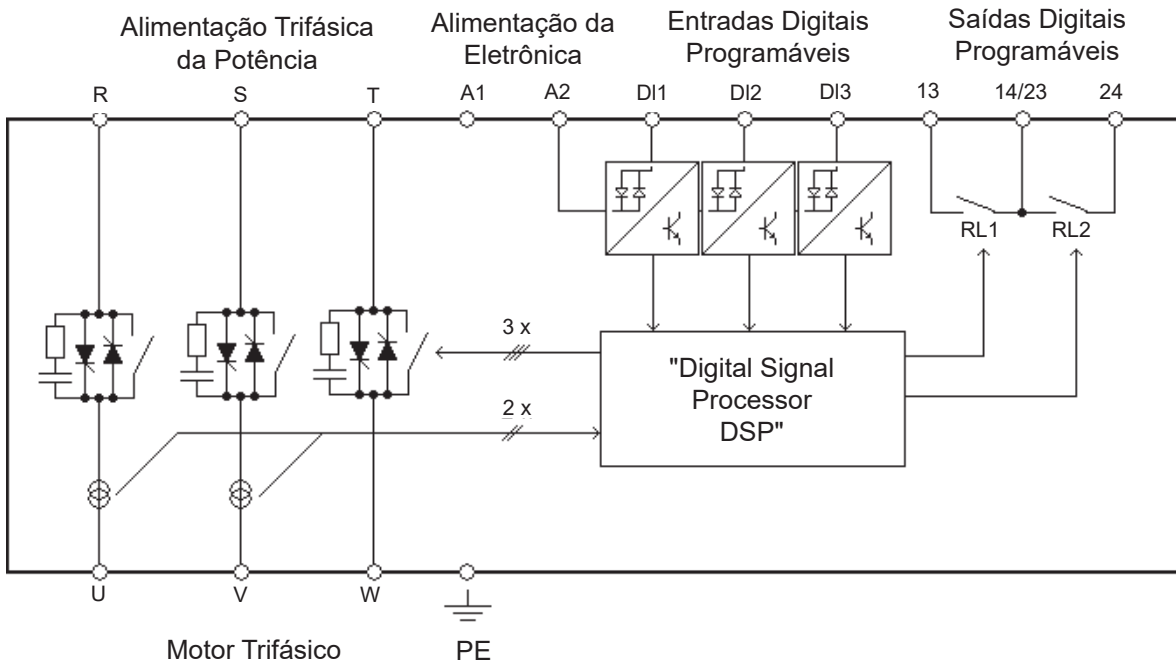 Alimentação Trifásica
da Potência
Alimentação da
Eletrônica
Entradas Digitais
Programáveis
Saídas Digitais
Programáveis
R
S
T
A1
A2
DI1
DI2
DI3
13
14/23
24
RL1
RL2
3 x
2 x
"Digital Signal
Processor
DSP"
U
V
W
Motor Trifásico
PE